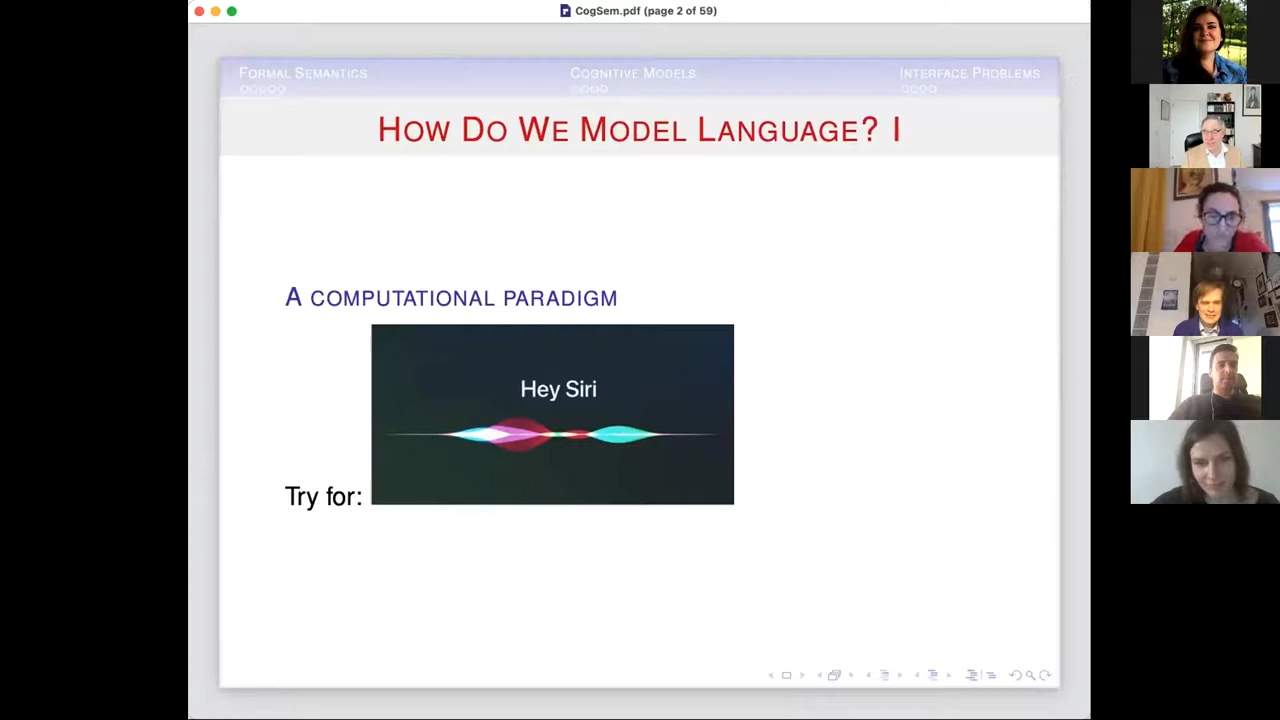 CogSem.pdf (page 2 of 59)
FORMAL SEMANTICS
COGNITIVE MODELS
INTERFACE PROBLEMS
HOW DO WE MODEL LANGUAGE? I
A COMPUTATIONAL PARADIGM
Hey Siri
Try for: